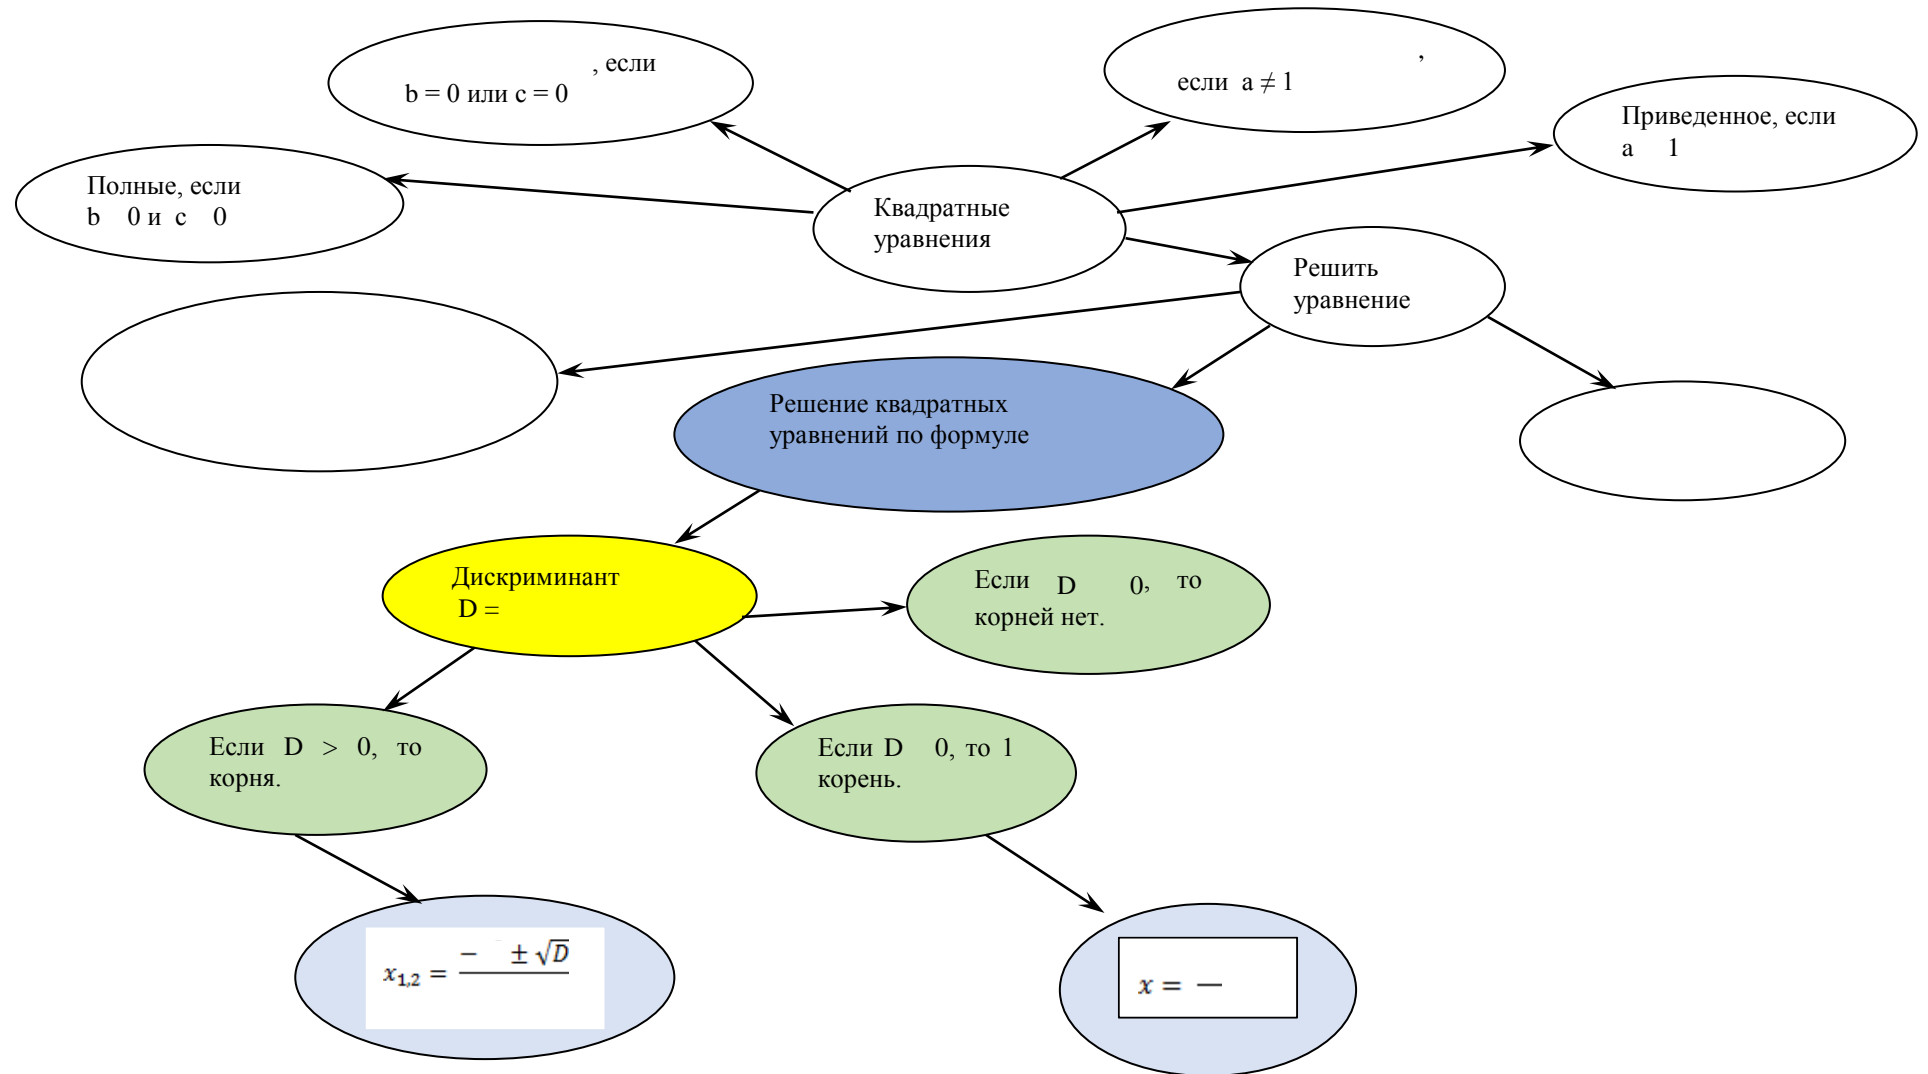 , если
b = 0 или c = 0
,
если a ≠ 1
Приведенное, если
a 1
Полные, если
b 0 и c 0
Квадратные
уравнения
Решить
уравнение
Решение квадратных
уравнений по формуле
Дискриминант
D =
Если D 0, то
корней нет.
Если D > 0, то
корня.
Если D 0, то 1
корень.
x₁,₂ = − ± √D
x = —